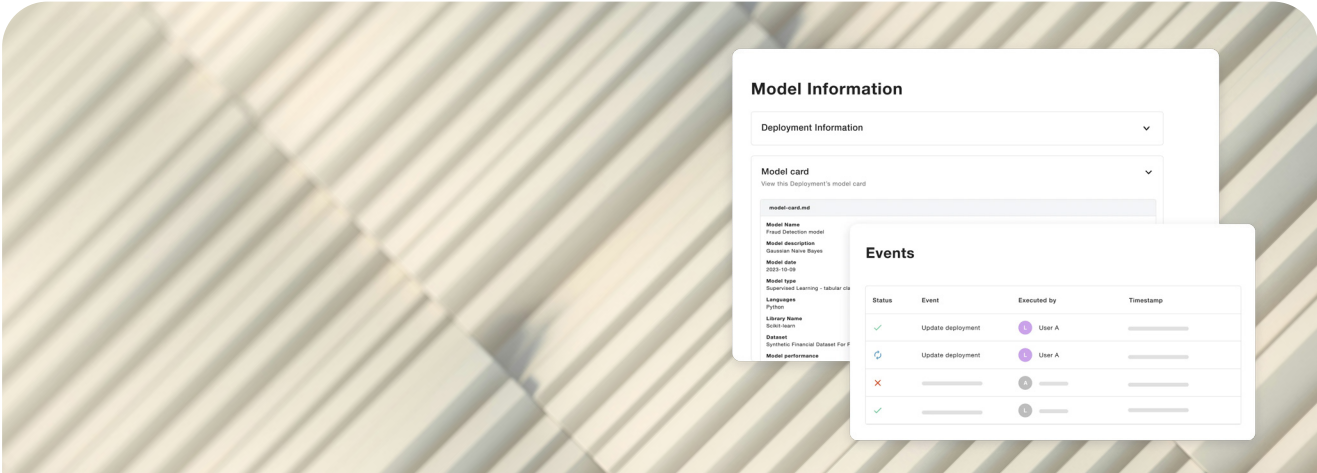 Model Information
Deployment Information
Model card
View this Deployment's model card
model-card.md
Model Name
Fraud Detection model
Model description
Gaussian Naive Bayes
Model date
2023-10-09
Model type
Supervised Learning - tabular cla
Languages
Python
Library Name
Scikit-learn
Dataset
Synthetic Financial Dataset For F
Model performance
Events
Status Event Executed by Timestamp
Update deployment L User A
Update deployment L User A
A
L